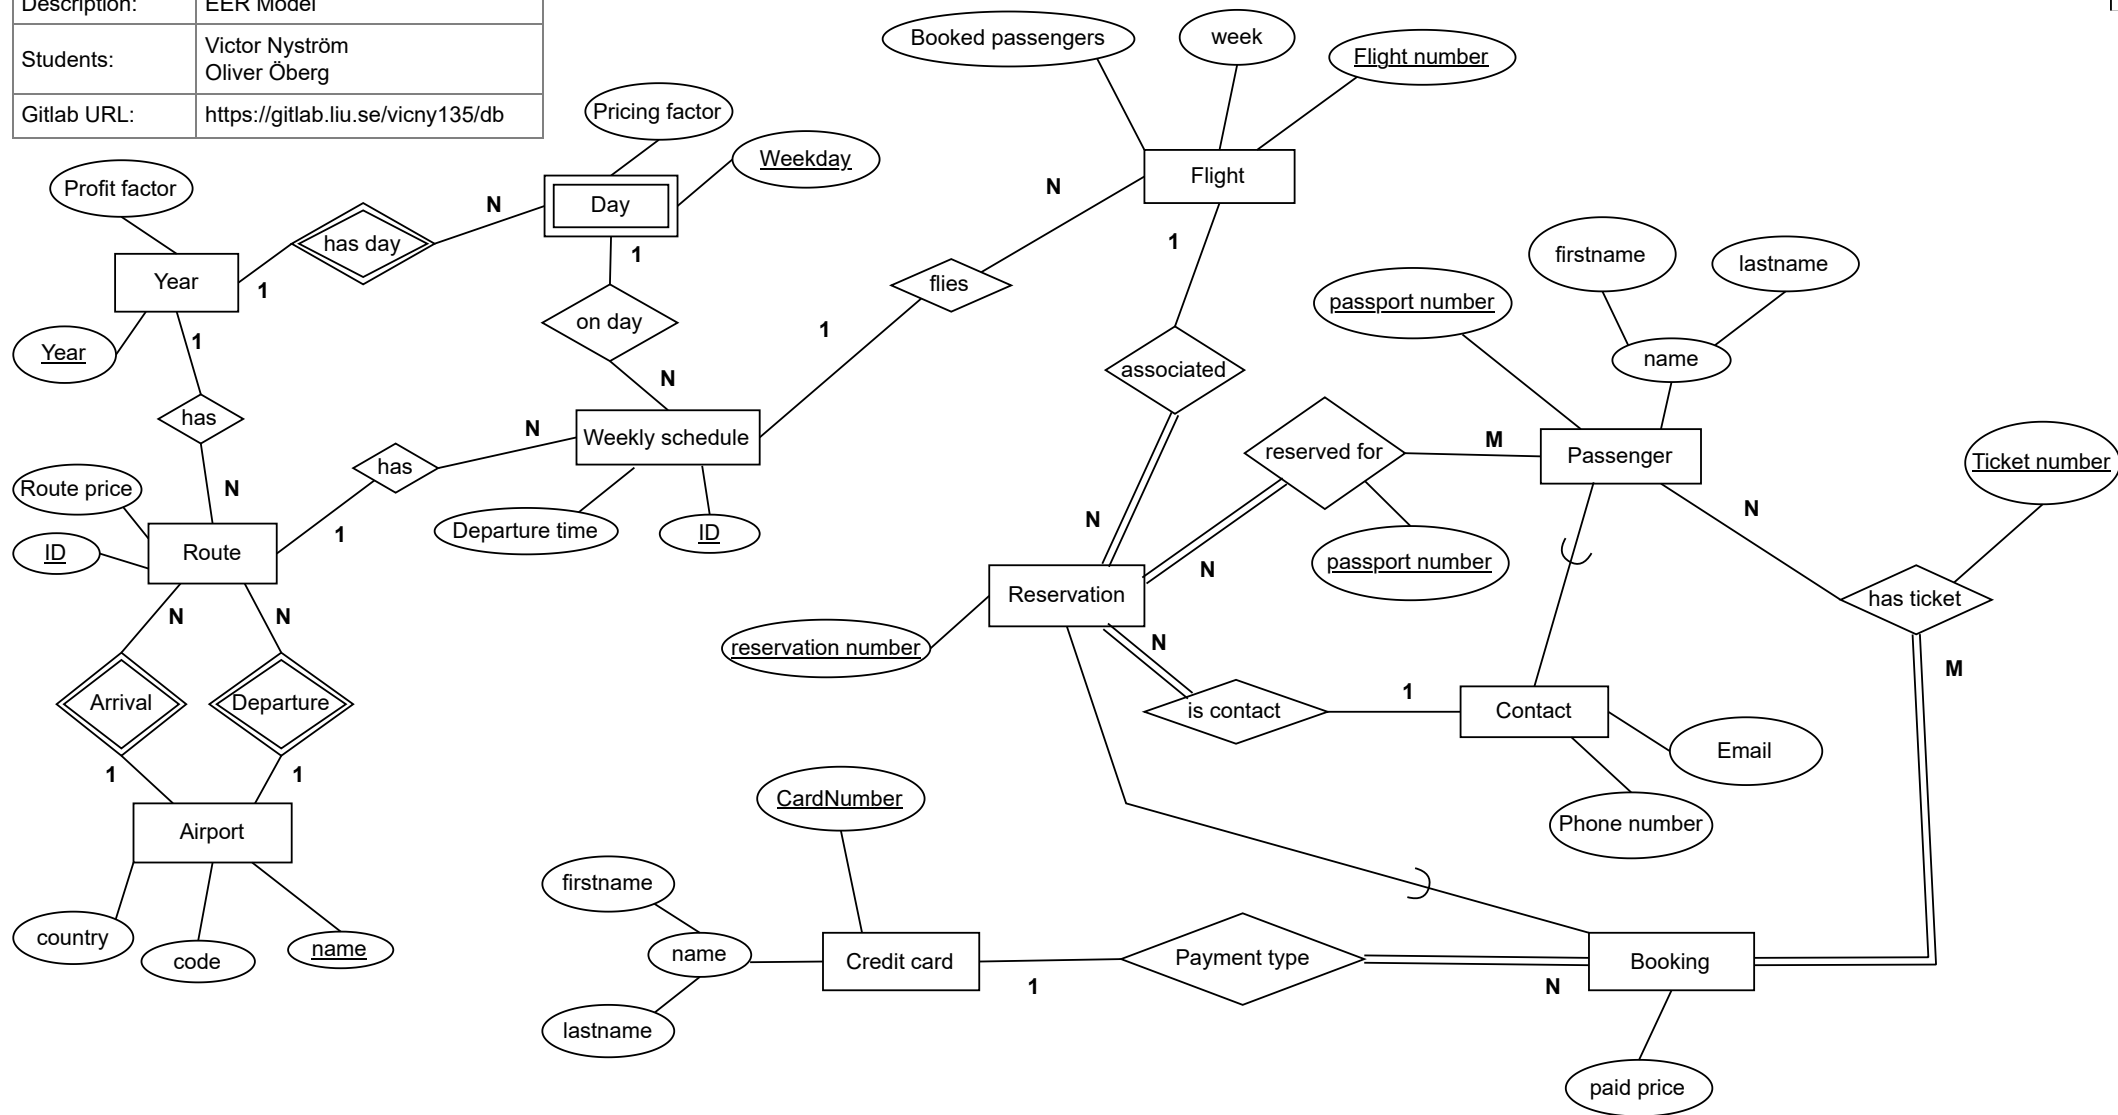 Description: EER Model
Students: Victor Nyström
Oliver Öberg
Gitlab URL: https://gitlab.liu.se/vicny135/db
Booked passengers
week
Flight number
Pricing factor
Weekday
Profit factor
N
N
Day
Flight
has day
1
1
Year
1
firstname
lastname
flies
passport number
on day
1
Year
1
name
associated
N
has
N
M
Weekly schedule
reserved for
Passenger
has
Ticket number
Route price
N
N
1
N
Departure time
ID
ID
Route
passport number
N
Reservation
has ticket
N
N
reservation number
N
M
Arrival
Departure
is contact
1
Contact
1
1
Email
CardNumber
Phone number
Airport
firstname
country
code
name
name
Credit card
Payment type
Booking
1
N
lastname
paid price